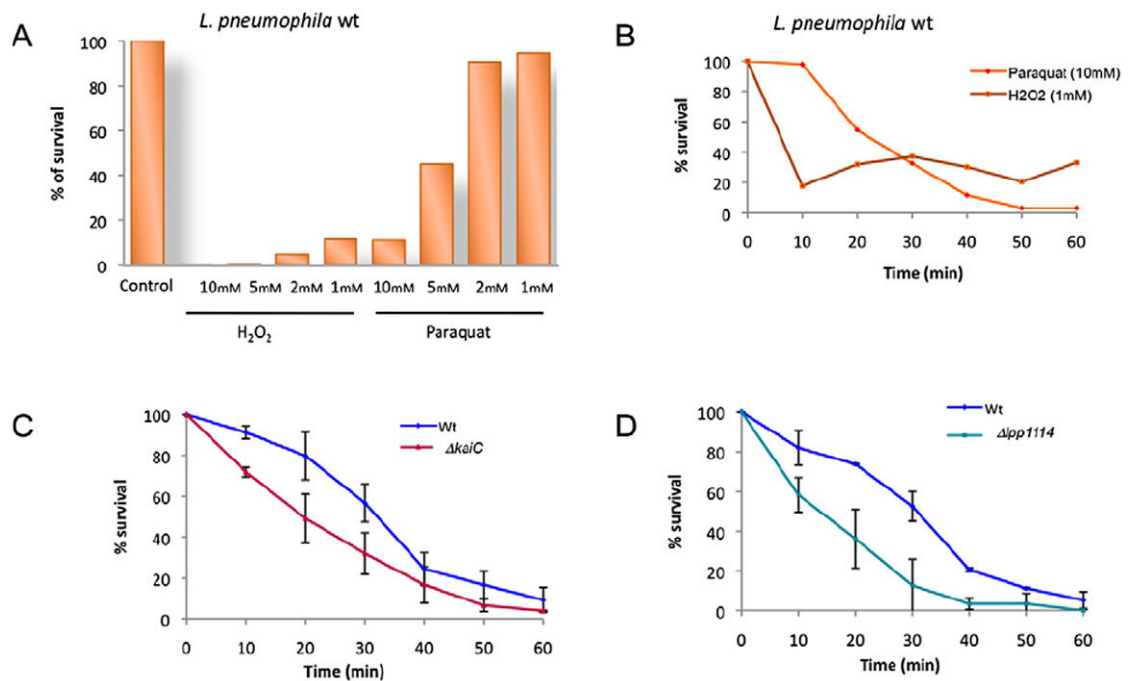 A
L. pneumophila wt
% of survival
100
80
60
40
20
0
Control
10mM 5mM 2mM 1mM 10mM 5mM 2mM 1mM
H₂O₂
Paraquat
B
L. pneumophila wt
% survival
100
80
60
40
20
0
Paraquat (10mM)
H2O2 (1mM)
0 10 20 30 40 50 60
Time (min)
C
% survival
100
80
60
40
20
0
Wt
ΔkaiC
0 10 20 30 40 50 60
Time (min)
D
% survival
100
80
60
40
20
0
Wt
Δlpp1114
0 10 20 30 40 50 60
Time (min)